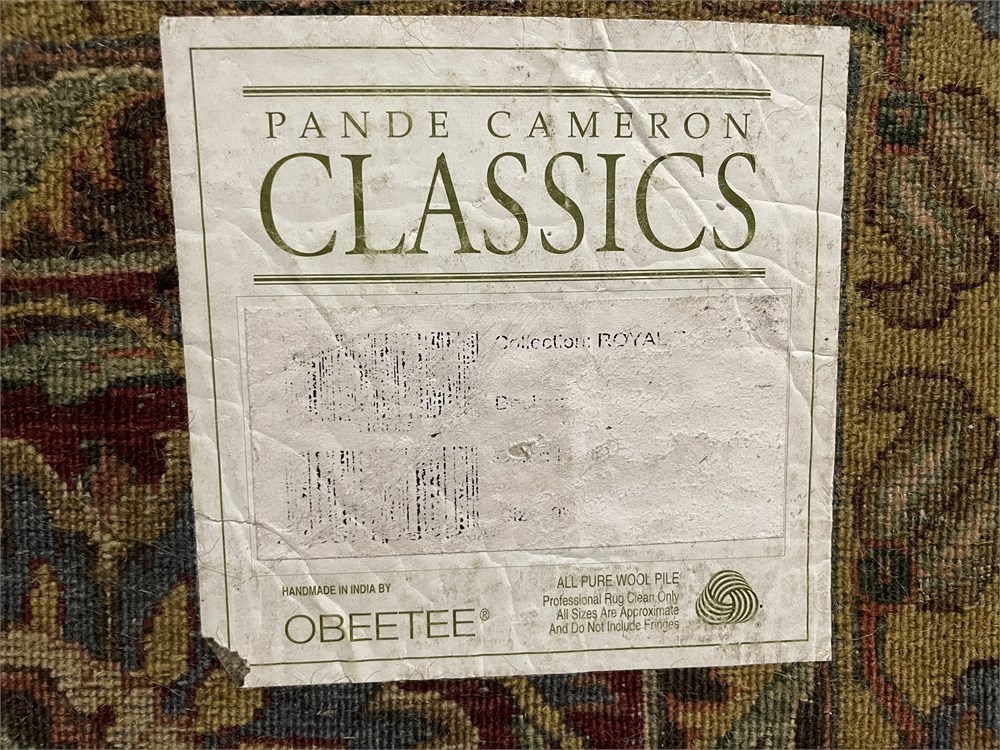 PANDE CAMERON
CLASSICS
Collection: ROYAL
HANDMADE IN INDIA BY
OBEETEE®
ALL PURE WOOL PILE
Professional Rug Clean Only
All Sizes Are Approximate
And Do Not Include Fringes